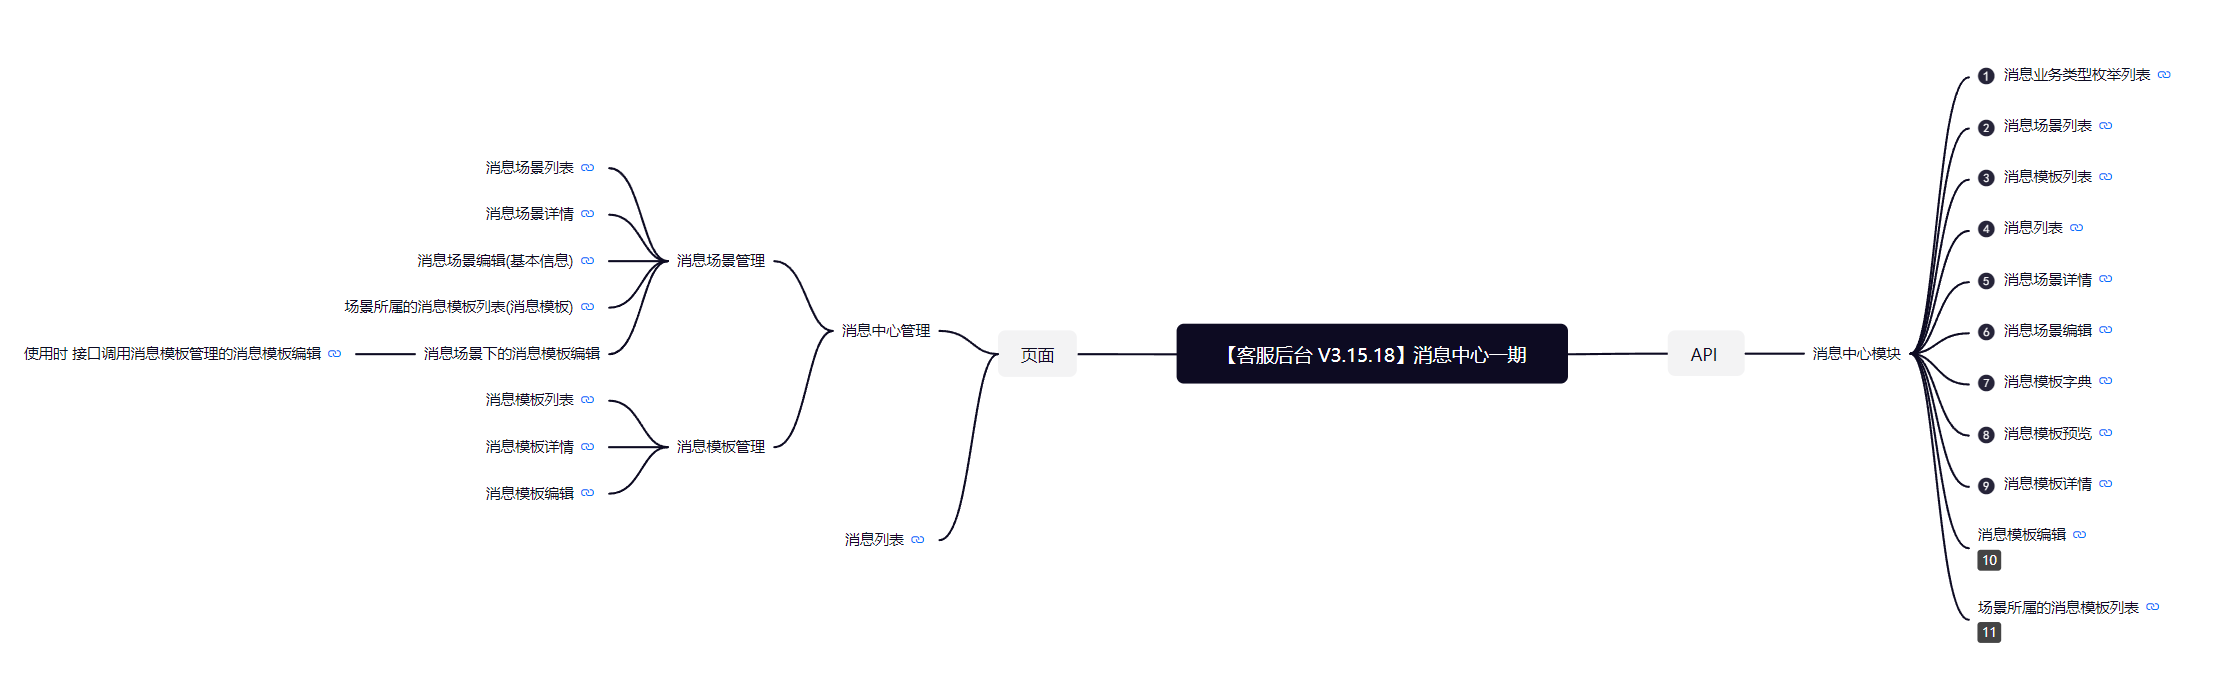 【客服后台 V3.15.18】消息中心一期
页面
消息中心管理
消息场景管理
消息场景列表
消息场景详情
消息场景编辑(基本信息)
场景所属的消息模板列表(消息模板)
消息场景下的消息模板编辑
使用时 接口调用消息模板管理的消息模板编辑
消息模板管理
消息模板列表
消息模板详情
消息模板编辑
消息列表
API
消息中心模块
1 消息业务类型枚举列表
2 消息场景列表
3 消息模板列表
4 消息列表
5 消息场景详情
6 消息场景编辑
7 消息模板字典
8 消息模板预览
9 消息模板详情
消息模板编辑
10
场景所属的消息模板列表
11